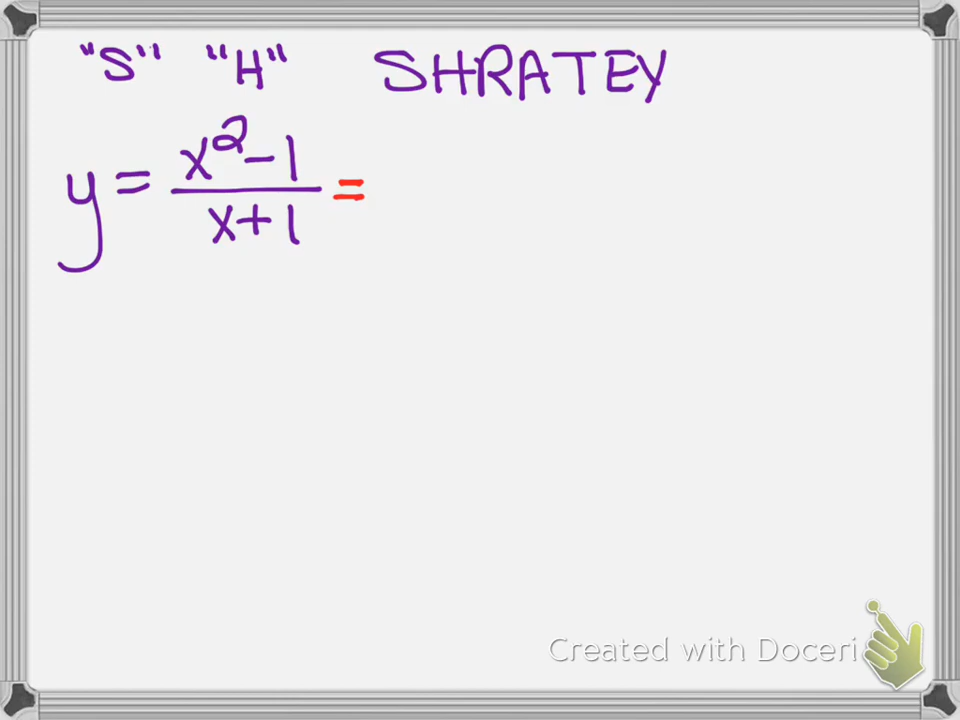 "S" "H" SHRATEY
y = x²-1 / x+1 =
Created with Doceri